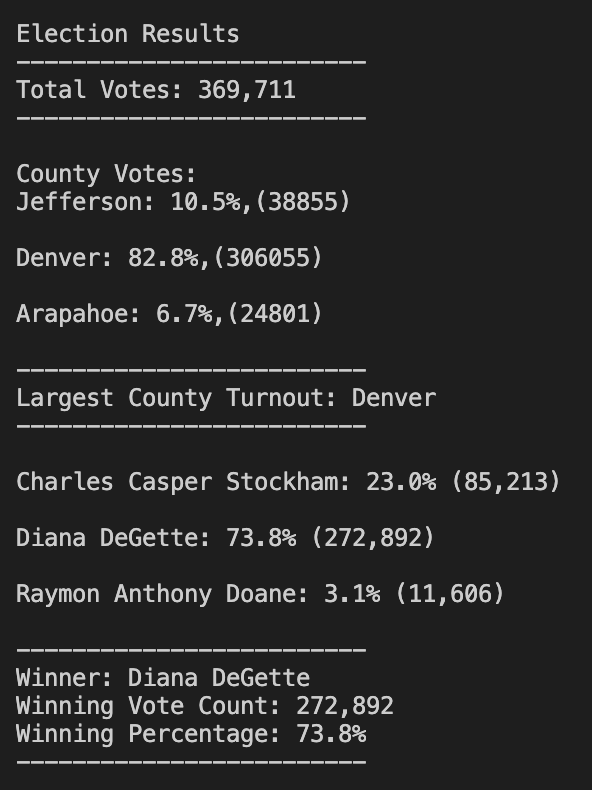 Election Results
-------------------------
Total Votes: 369,711
-------------------------
County Votes:
Jefferson: 10.5%,(38855)
Denver: 82.8%,(306055)
Arapahoe: 6.7%,(24801)
-------------------------
Largest County Turnout: Denver
-------------------------
Charles Casper Stockham: 23.0% (85,213)
Diana DeGette: 73.8% (272,892)
Raymon Anthony Doane: 3.1% (11,606)
-------------------------
Winner: Diana DeGette
Winning Vote Count: 272,892
Winning Percentage: 73.8%
-------------------------